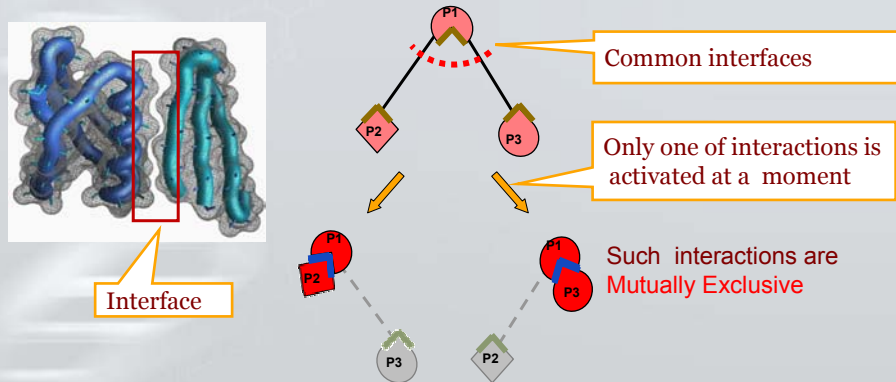 P1
Common interfaces
P2
P3
Only one of interactions is
activated at a moment
P1
P2
P3
P1
P3
P2
Such interactions are
Mutually Exclusive
Interface